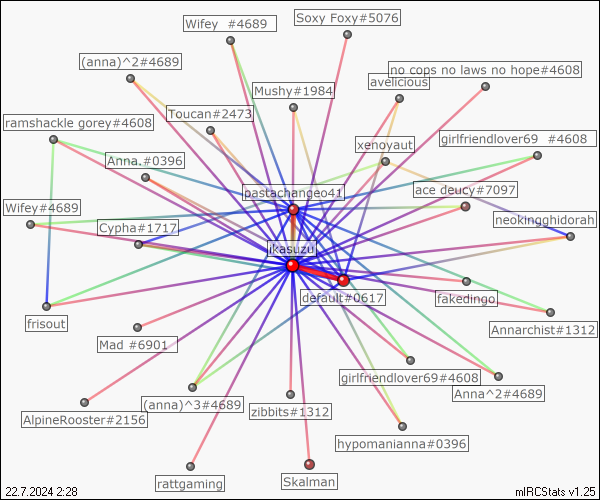 Soxy Foxy#5076
Wifey  #4689
(anna)^2#4689
no cops no laws no hope#4608
avelicious
Mushy#1984
Toucan#2473
ramshackle gorey#4608
girlfriendlover69  #4608
xenoyaut
Anna.#0396
pastachangeo41
ace deucy#7097
Wifey#4689
neokingghidorah
Cypha#1717
ikasuzu
default#0617
fakedingo
frisout
Annarchist#1312
Mad #6901
girlfriendlover69#4608
Anna^2#4689
(anna)^3#4689
zibbits#1312
AlpineRooster#2156
hypomanianna#0396
rattgaming
Skalman
22.7.2024 2:28
mIRCStats v1.25